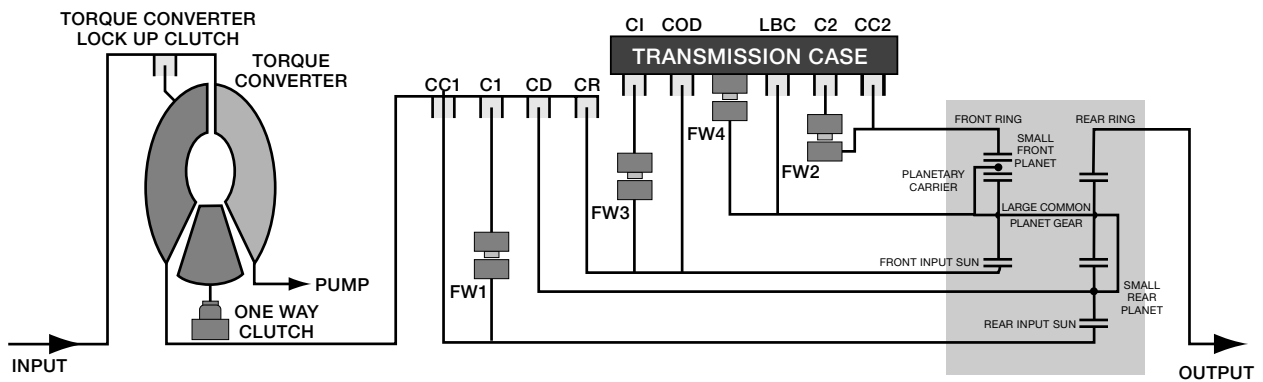 TORQUE CONVERTER
LOCK UP CLUTCH
TORQUE
CONVERTER
CI COD LBC C2 CC2
TRANSMISSION CASE
CC1 C1 CD CR
FW4
FW2
FW3
FW1
FRONT RING
REAR RING
SMALL
FRONT
PLANET
PLANETARY
CARRIER
LARGE COMMON
PLANET GEAR
FRONT INPUT SUN
SMALL
REAR
PLANET
REAR INPUT SUN
PUMP
ONE WAY
CLUTCH
INPUT
OUTPUT